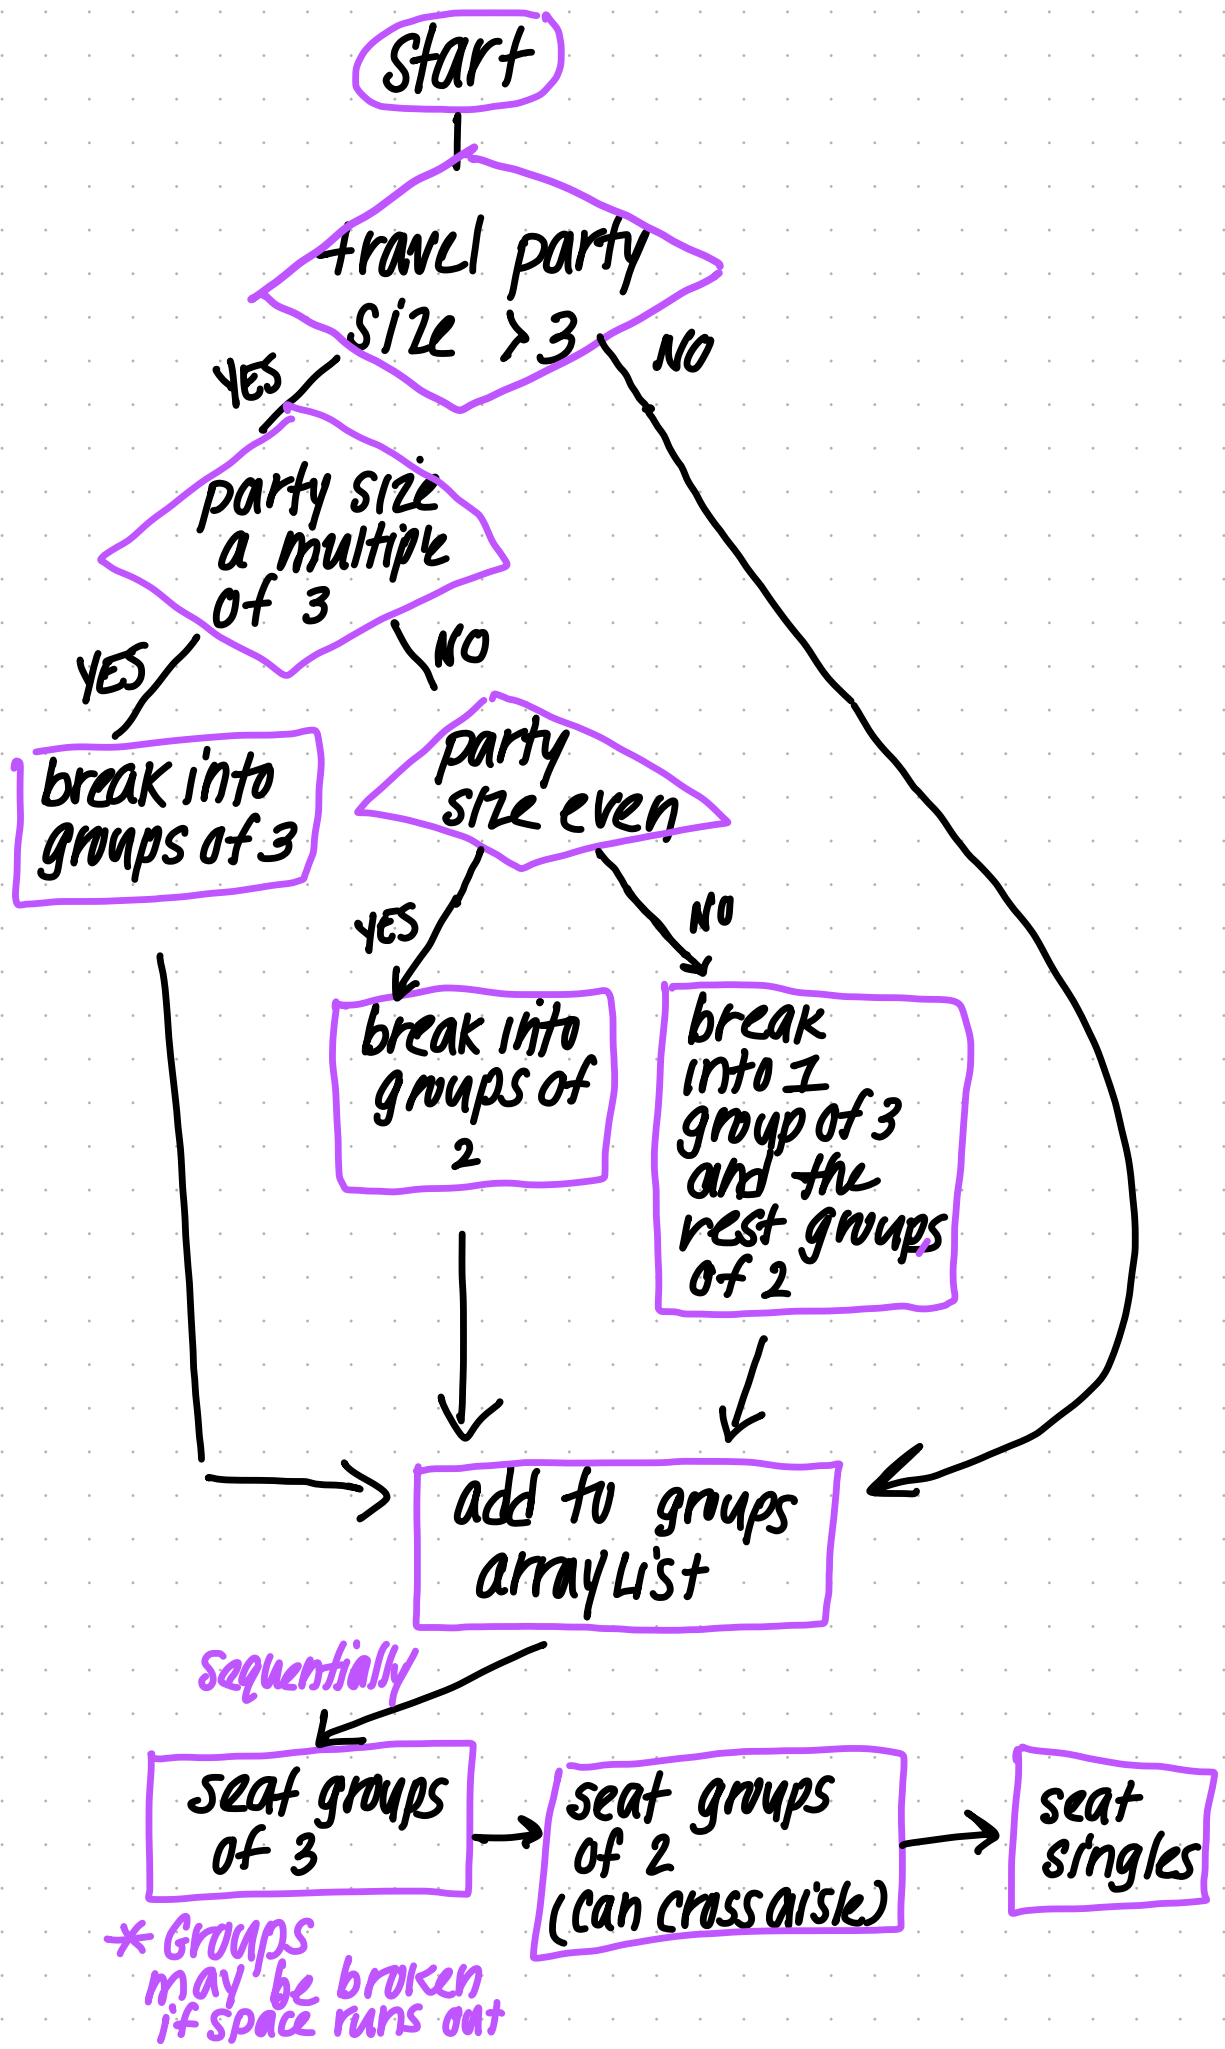 start
travel party
size > 3
YES
NO
party size
a multiple
of 3
YES
NO
break into
groups of 3
party
size even
YES
NO
break into
groups of
2
break
into 1
group of 3
and the
rest groups
of 2
add to groups
arraylist
sequentially
seat groups
of 3
seat groups
of 2
(can cross aisle)
seat
singles
* Groups
may be broken
if space runs out